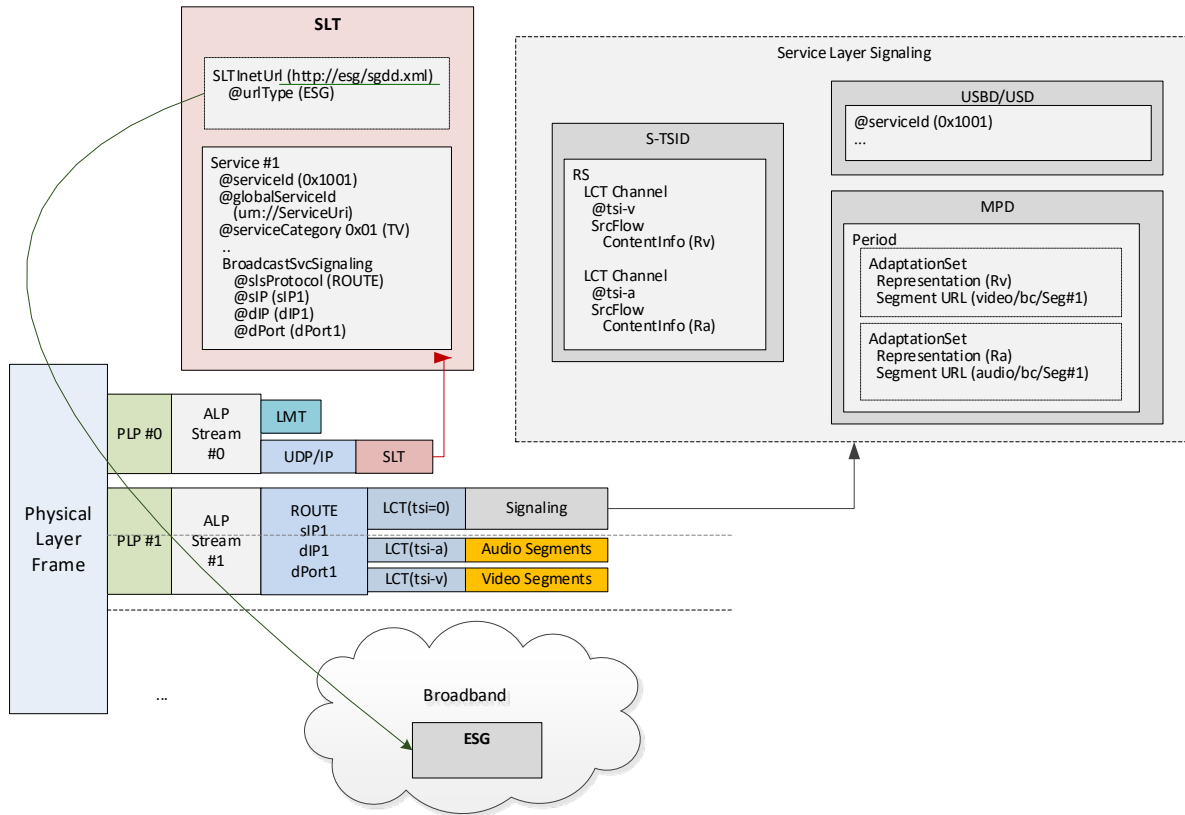 SLT
SLTInetUrl (http://esg/sgdd.xml)
@urlType (ESG)
Service #1
@serviceId (0x1001)
@globalServiceId
(urn://ServiceUri)
@serviceCategory 0x01 (TV)
..
BroadcastSvcSignaling
@slsProtocol (ROUTE)
@sIP (sIP1)
@dIP (dIP1)
@dPort (dPort1)
Service Layer Signaling
S-TSID
RS
LCT Channel
@tsi-v
SrcFlow
ContentInfo (Rv)
LCT Channel
@tsi-a
SrcFlow
ContentInfo (Ra)
USBD/USD
@serviceId (0x1001)
...
MPD
Period
AdaptationSet
Representation (Rv)
Segment URL (video/bc/Seg#1)
AdaptationSet
Representation (Ra)
Segment URL (audio/bc/Seg#1)
Physical
Layer
Frame
PLP #0
ALP
Stream
#0
LMT
UDP/IP
SLT
PLP #1
ALP
Stream
#1
ROUTE
sIP1
dIP1
dPort1
LCT(tsi=0)
Signaling
LCT(tsi-a)
Audio Segments
LCT(tsi-v)
Video Segments
...
Broadband
ESG